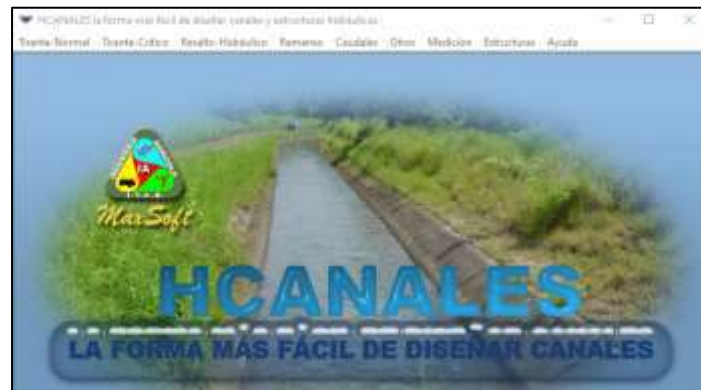 HCANALES la forma más fácil de diseñar canales y estructuras hidráulicas
Tirante Normal Tirante Crítico Resalto Hidráulico Remanso Caudales Otros Medición Estructuras Ayuda
IA
MaxSoft
HCANALES
LA FORMA MÁS FÁCIL DE DISEÑAR CANALES